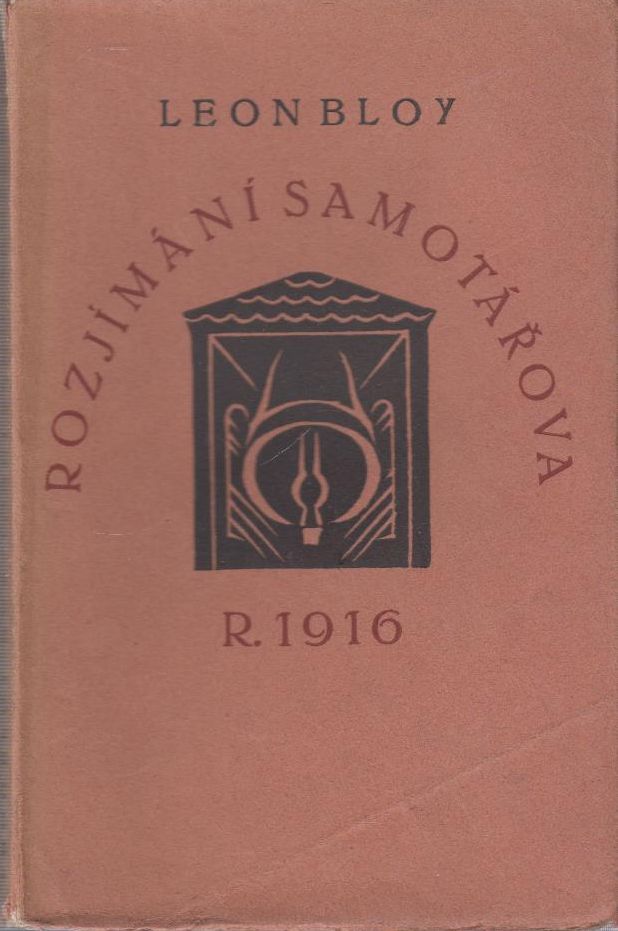 LEON BLOY
ROZJÍMÁNÍ SAMOTÁŘOVA
R. 1916